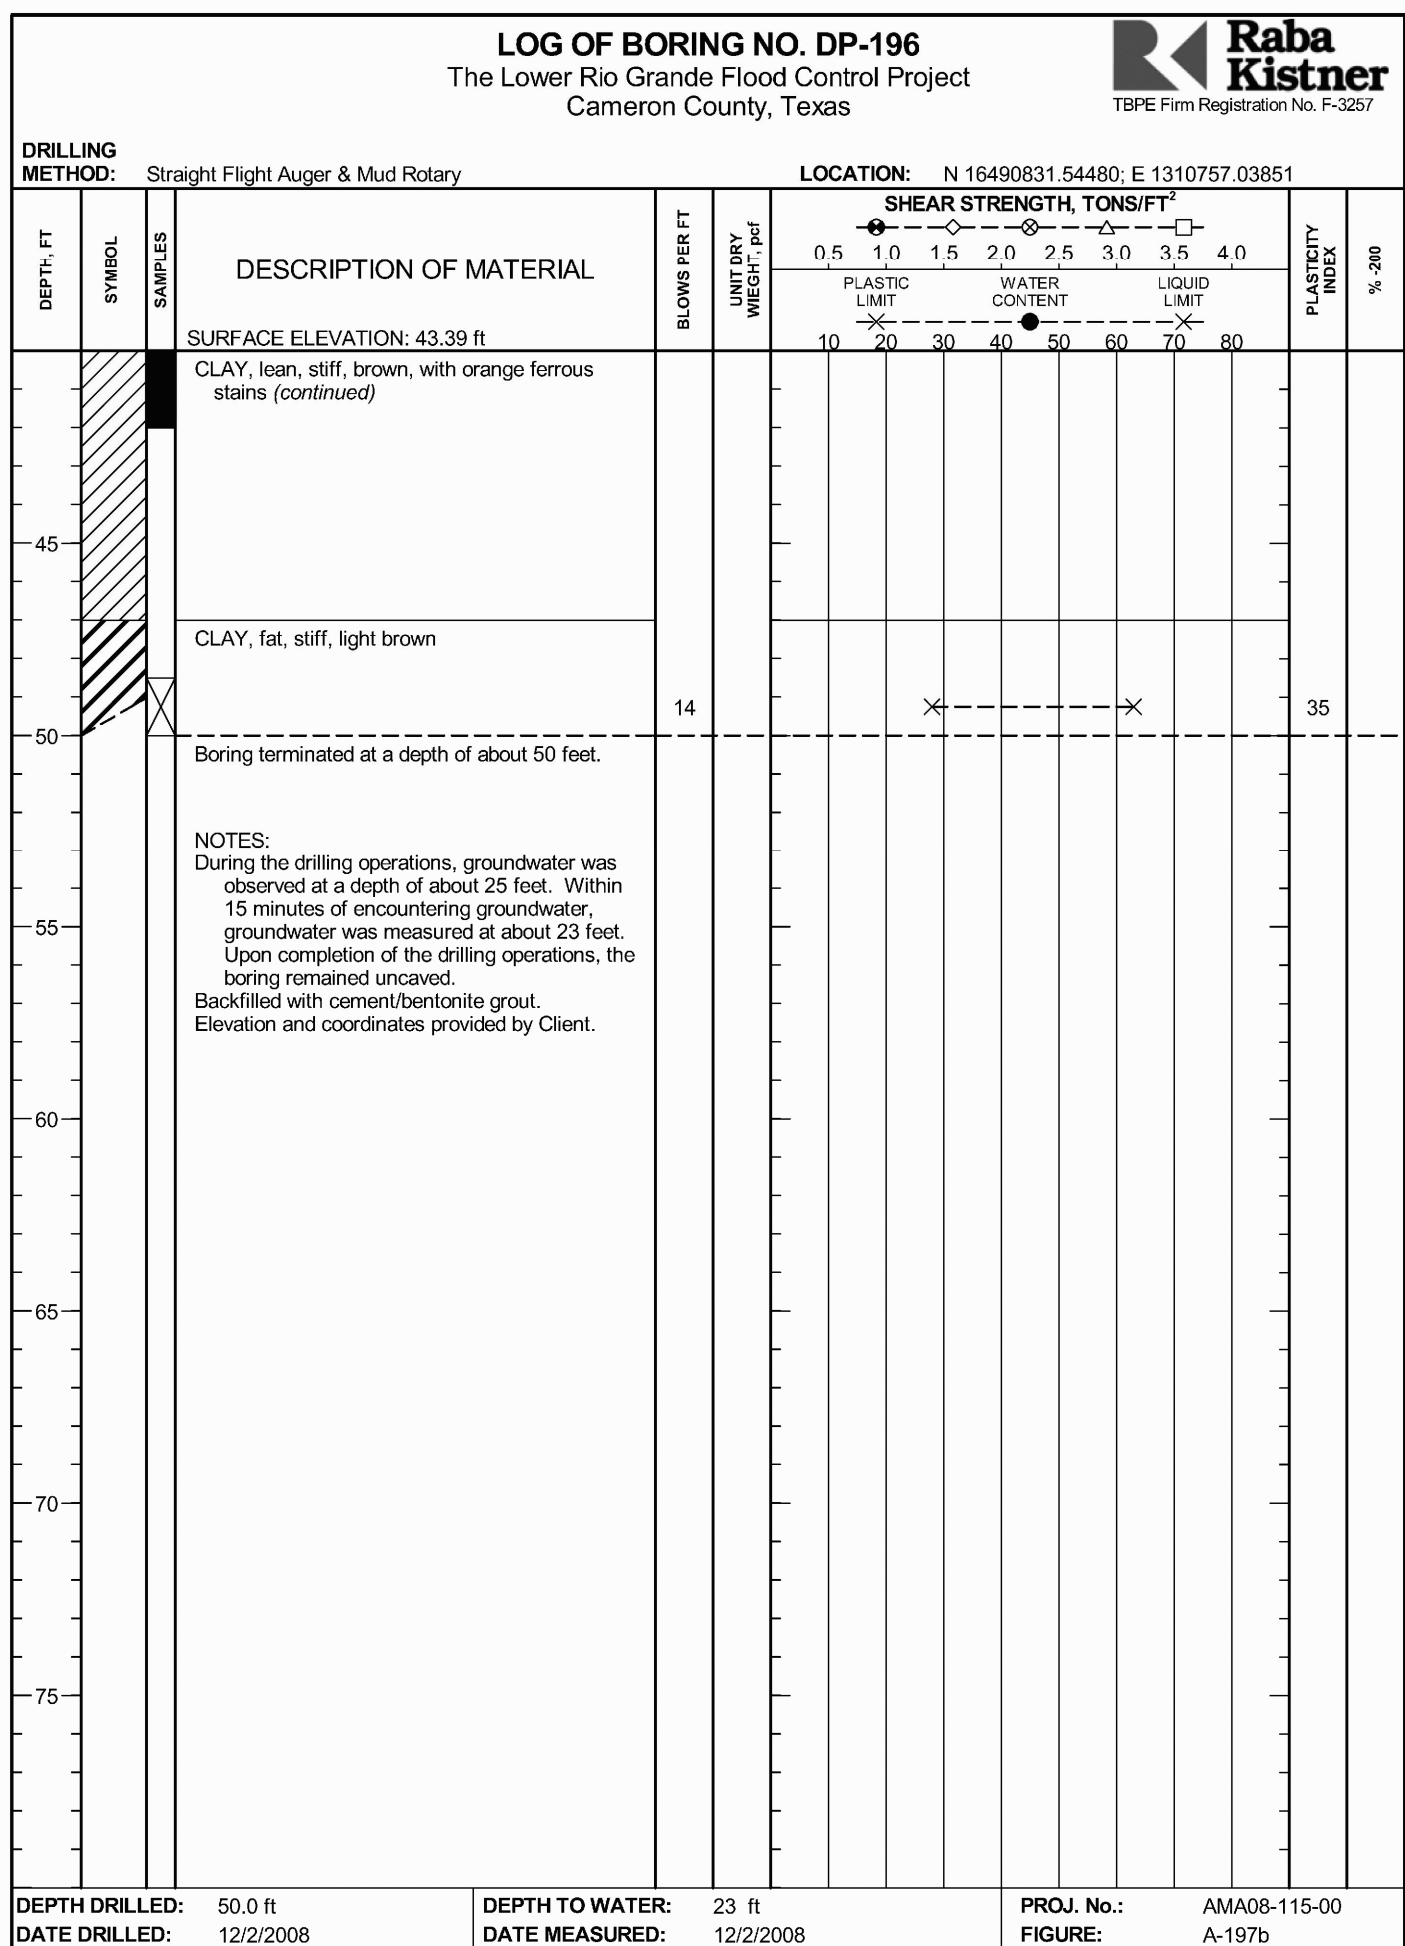 LOG OF BORING NO. DP-196
The Lower Rio Grande Flood Control Project
Cameron County, Texas
Raba
Kistner
TBPE Firm Registration No. F-3257
DRILLING
METHOD: Straight Flight Auger & Mud Rotary
LOCATION: N 16490831.54480; E 1310757.03851
DEPTH, FT
SYMBOL
SAMPLES
DESCRIPTION OF MATERIAL
SURFACE ELEVATION: 43.39 ft
BLOWS PER FT
UNIT DRY
WIEGHT, pcf
SHEAR STRENGTH, TONS/FT²
0.5 1.0 1.5 2.0 2.5 3.0 3.5 4.0
PLASTIC
LIMIT
WATER
CONTENT
LIQUID
LIMIT
10 20 30 40 50 60 70 80
PLASTICITY
INDEX
% -200
CLAY, lean, stiff, brown, with orange ferrous
stains (continued)
45
CLAY, fat, stiff, light brown
14
35
50
Boring terminated at a depth of about 50 feet.
NOTES:
During the drilling operations, groundwater was
observed at a depth of about 25 feet. Within
15 minutes of encountering groundwater,
groundwater was measured at about 23 feet.
Upon completion of the drilling operations, the
boring remained uncaved.
Backfilled with cement/bentonite grout.
Elevation and coordinates provided by Client.
55
60
65
70
75
DEPTH DRILLED: 50.0 ft
DATE DRILLED: 12/2/2008
DEPTH TO WATER: 23 ft
DATE MEASURED: 12/2/2008
PROJ. No.: AMA08-115-00
FIGURE: A-197b